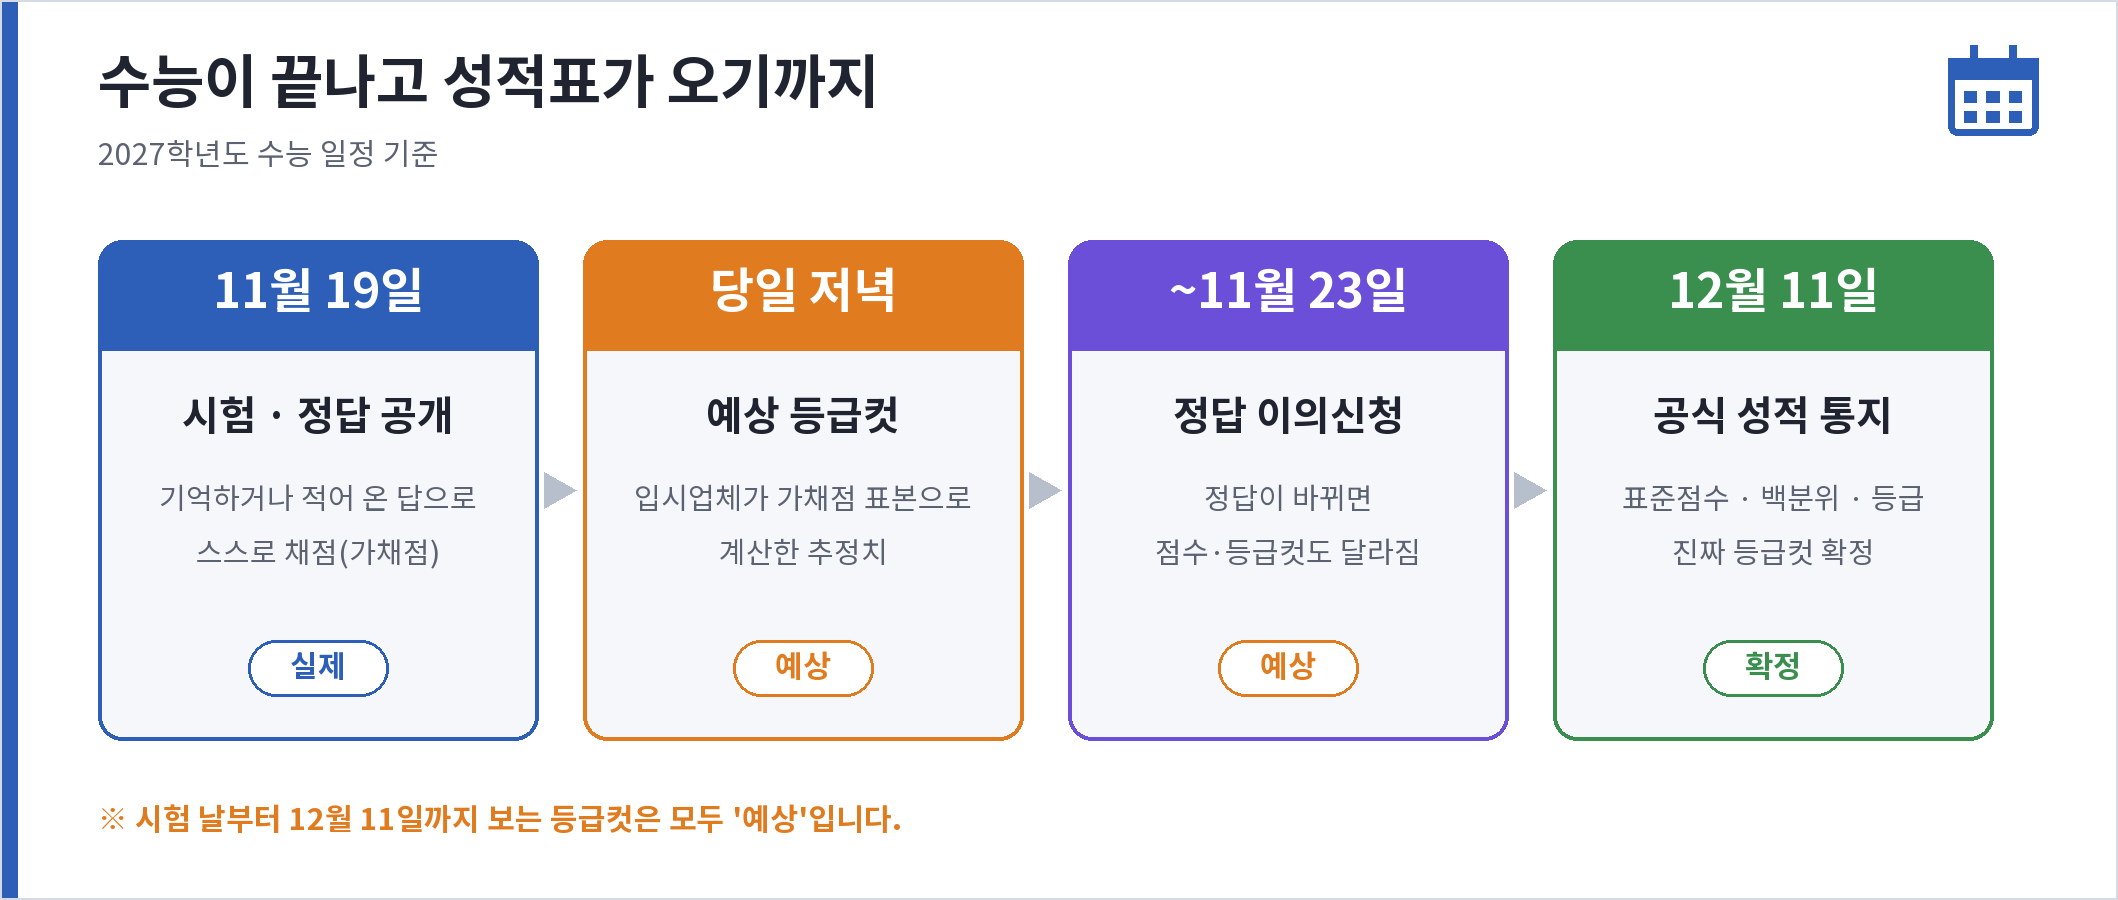 수능이 끝나고 성적표가 오기까지
2027학년도 수능 일정 기준
11월 19일
시험 · 정답 공개
기억하거나 적어 온 답으로
스스로 채점(가채점)
실제
당일 저녁
예상 등급컷
입시업체가 가채점 표본으로
계산한 추정치
예상
~11월 23일
정답 이의신청
정답이 바뀌면
점수·등급컷도 달라짐
예상
12월 11일
공식 성적 통지
표준점수 · 백분위 · 등급
진짜 등급컷 확정
확정
※ 시험 날부터 12월 11일까지 보는 등급컷은 모두 '예상'입니다.